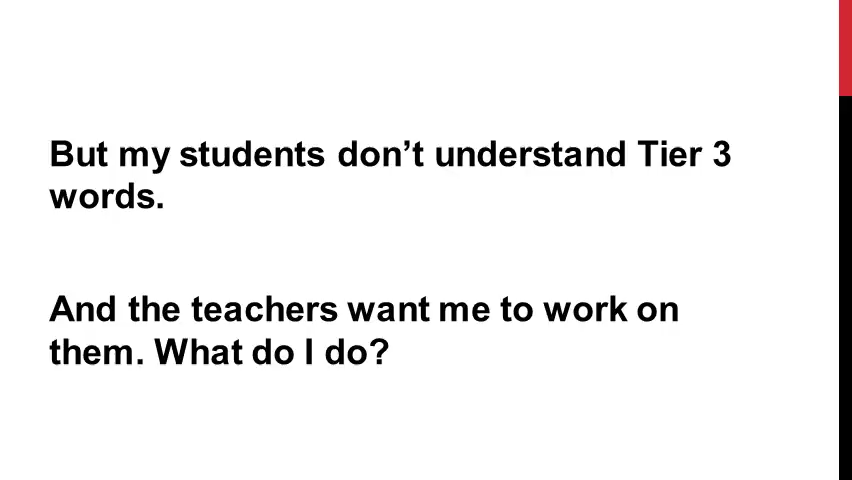 But my students don’t understand Tier 3
words.
And the teachers want me to work on
them. What do I do?